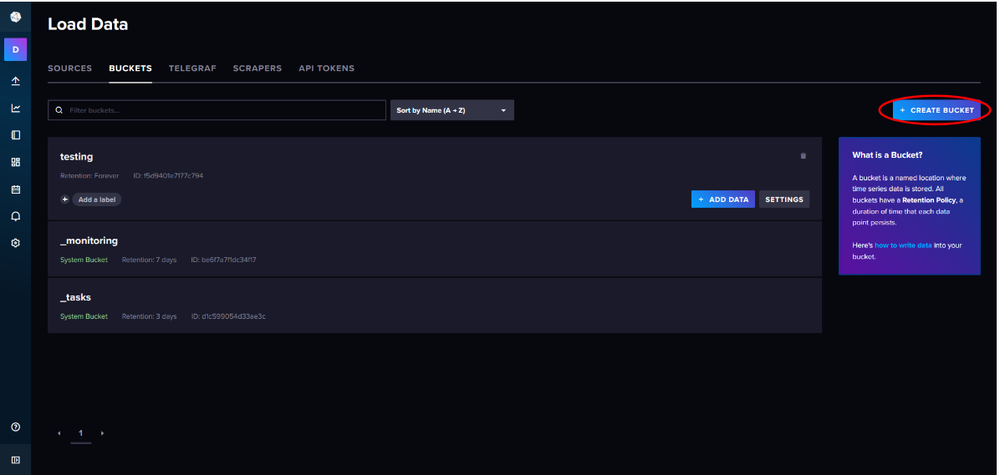 Load Data
D
SOURCES BUCKETS TELEGRAF SCRAPERS API TOKENS
Filter buckets...
Sort by Name (A → Z)
+ CREATE BUCKET
testing
Retention: Forever ID: f5d9401e7177c794
+ Add a label
+ ADD DATA SETTINGS
_monitoring
System Bucket Retention: 7 days ID: be6f7a7f1dc34f17
_tasks
System Bucket Retention: 3 days ID: d1c599054d33ae3c
1
What is a Bucket?
A bucket is a named location where
time series data is stored. All
buckets have a Retention Policy, a
duration of time that each data
point persists.
Here's how to write data into your
bucket.